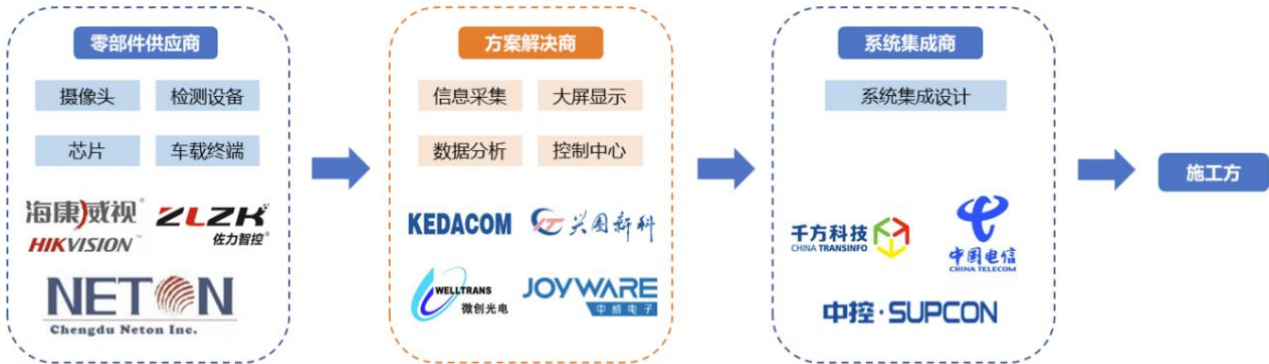 零部件供应商
摄像头
检测设备
芯片
车载终端
海康威视®
HIKVISION™
ZLZK
佐力智控®
NETON
Chengdu Neton Inc.
方案解决商
信息采集
大屏显示
数据分析
控制中心
KEDACOM
XT 兴图新科
WELLTRANS
微创光电
JOYWARE
中威电子
系统集成商
系统集成设计
千方科技
CHINA TRANSINFO
中国电信
CHINA TELECOM
中控·SUPCON
施工方